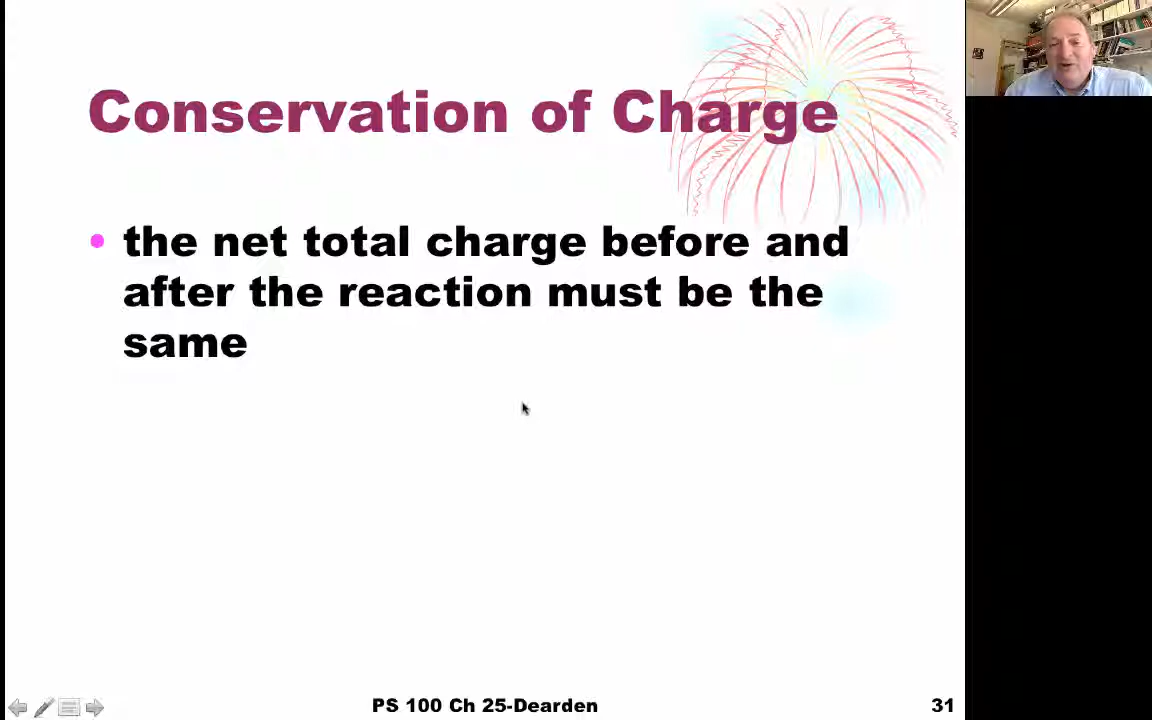 Conservation of Charge
• the net total charge before and
after the reaction must be the
same
PS 100 Ch 25-Dearden
31